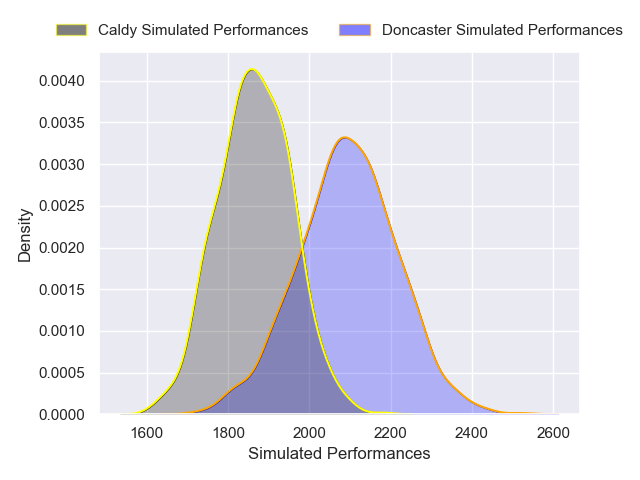 Caldy Simulated Performances
Doncaster Simulated Performances
0.0040
0.0035
0.0030
0.0025
0.0020
0.0015
0.0010
0.0005
0.0000
Density
1600 1800 2000 2200 2400 2600
Simulated Performances